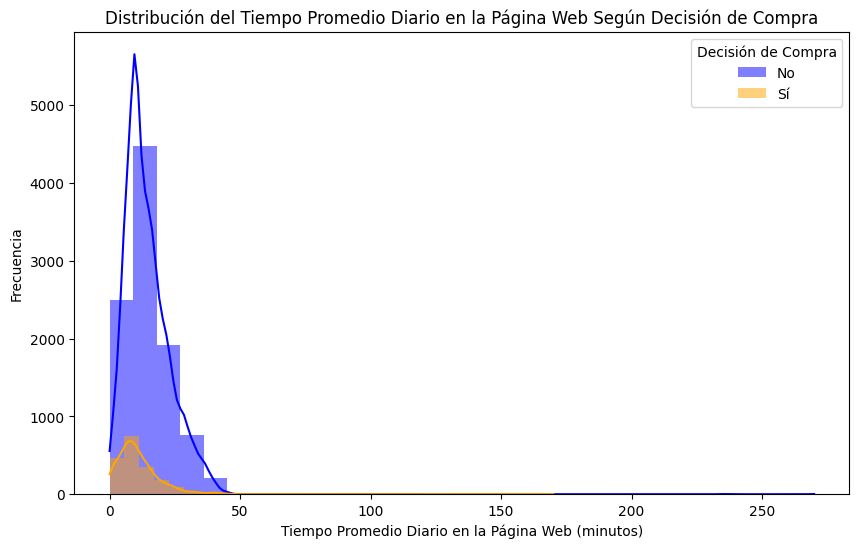 Distribución del Tiempo Promedio Diario en la Página Web Según Decisión de Compra
Decisión de Compra
No
Sí
Frecuencia
5000
4000
3000
2000
1000
0
0 50 100 150 200 250
Tiempo Promedio Diario en la Página Web (minutos)